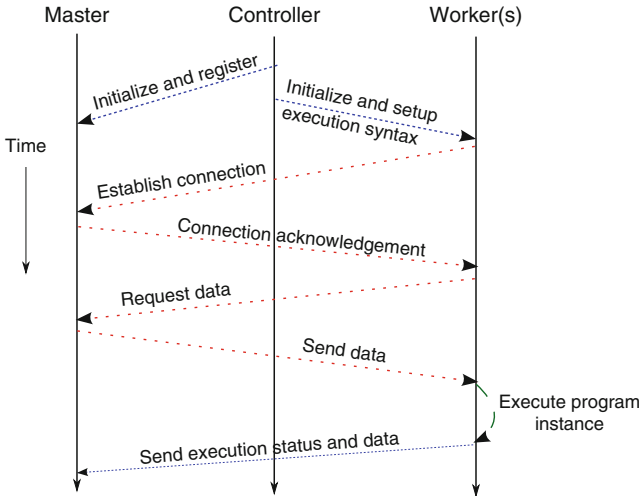 Master
Controller
Worker(s)
Initialize and register
Initialize and setup
execution syntax
Time
Establish connection
Connection acknowledgement
Request data
Send data
Execute program
instance
Send execution status and data